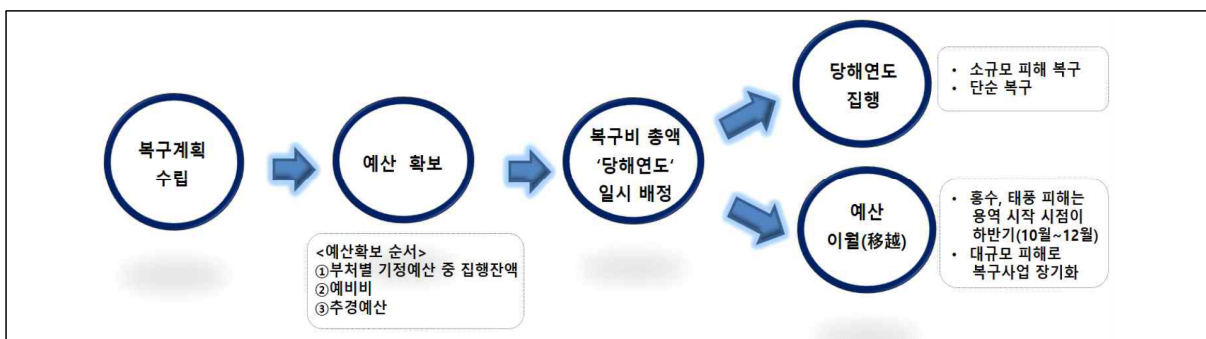 복구계획
수립
예산 확보
<예산확보 순서>
①부처별 기정예산 중 집행잔액
②예비비
③추경예산
복구비 총액
‘당해연도‘
일시 배정
당해연도
집행
• 소규모 피해 복구
• 단순 복구
예산
이월(移越)
• 홍수, 태풍 피해는
용역 시작 시점이
하반기(10월~12월)
• 대규모 피해로
복구사업 장기화